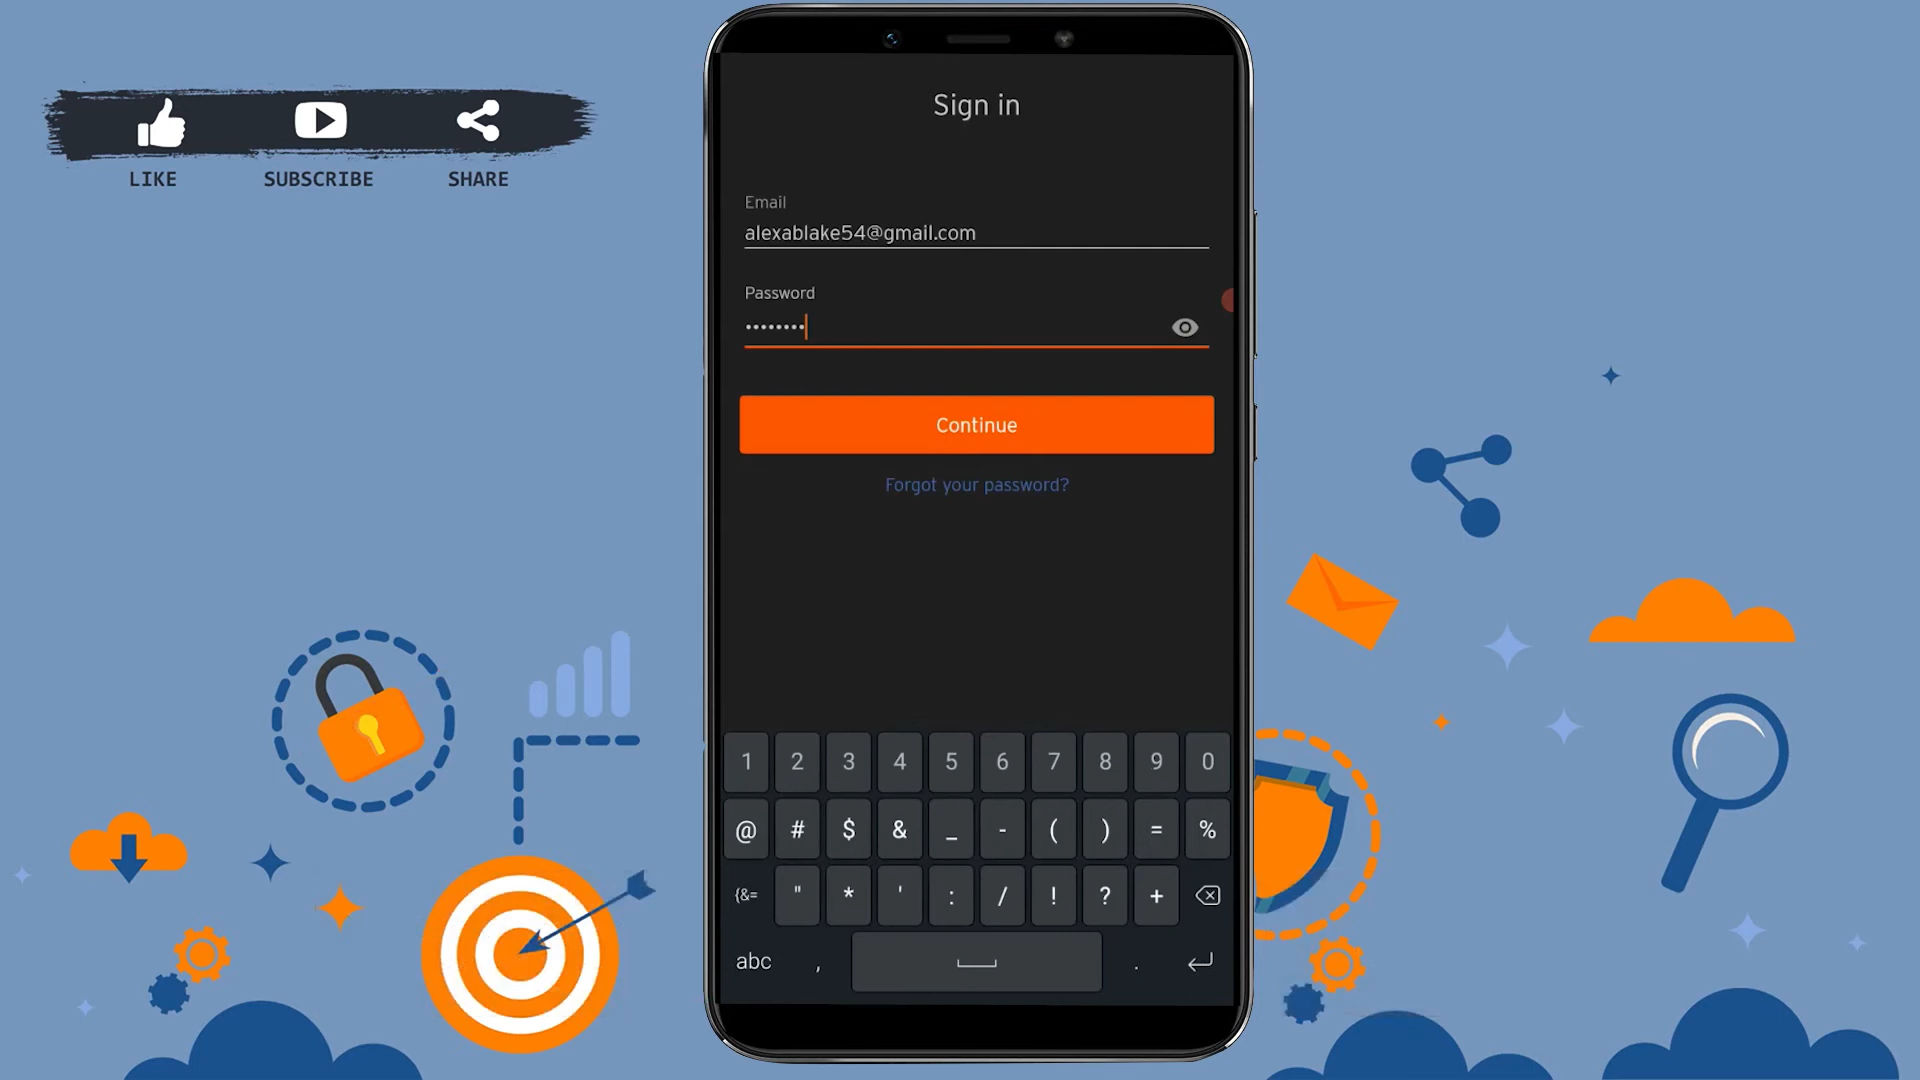 LIKE SUBSCRIBE SHARE
Sign in
Email
alexablake54@gmail.com
Password
••••••••
Continue
Forgot your password?
1 2 3 4 5 6 7 8 9 0
@ # $ & _ - ( ) = %
{&= " * ' : / ! ? +
abc , .